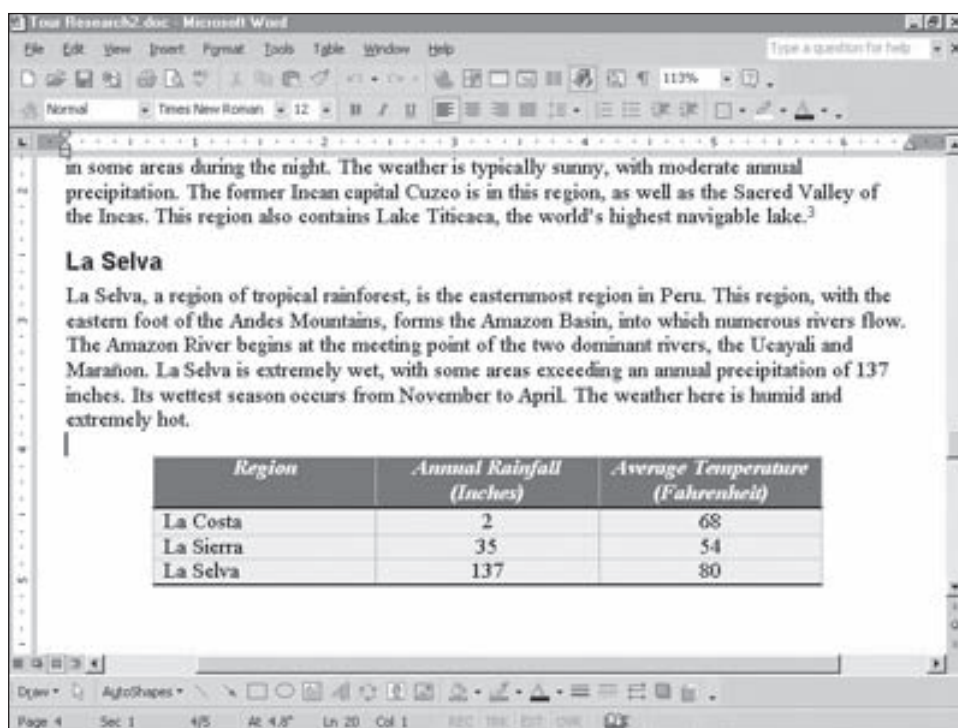 Tour Research2.doc - Microsoft Word
File Edit View Insert Format Tools Table Window Help Type a question for help
113%
Normal Times New Roman 12 B I U
in some areas during the night. The weather is typically sunny, with moderate annual
precipitation. The former Incan capital Cuzco is in this region, as well as the Sacred Valley of
the Incas. This region also contains Lake Titicaca, the world's highest navigable lake.3
La Selva
La Selva, a region of tropical rainforest, is the easternmost region in Peru. This region, with the
eastern foot of the Andes Mountains, forms the Amazon Basin, into which numerous rivers flow.
The Amazon River begins at the meeting point of the two dominant rivers, the Ucayali and
Marañon. La Selva is extremely wet, with some areas exceeding an annual precipitation of 137
inches. Its wettest season occurs from November to April. The weather here is humid and
extremely hot.
Region Annual Rainfall Average Temperature
(Inches) (Fahrenheit)
La Costa 2 68
La Sierra 35 54
La Selva 137 80
Draw AutoShapes
Page 4 Sec 1 4/5 At 4.8" Ln 20 Col 1 REC TRK EXT OVR